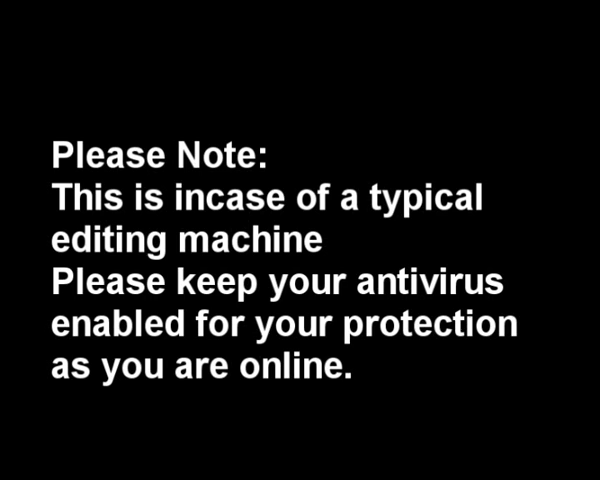 Please Note:
This is incase of a typical
editing machine
Please keep your antivirus
enabled for your protection
as you are online.